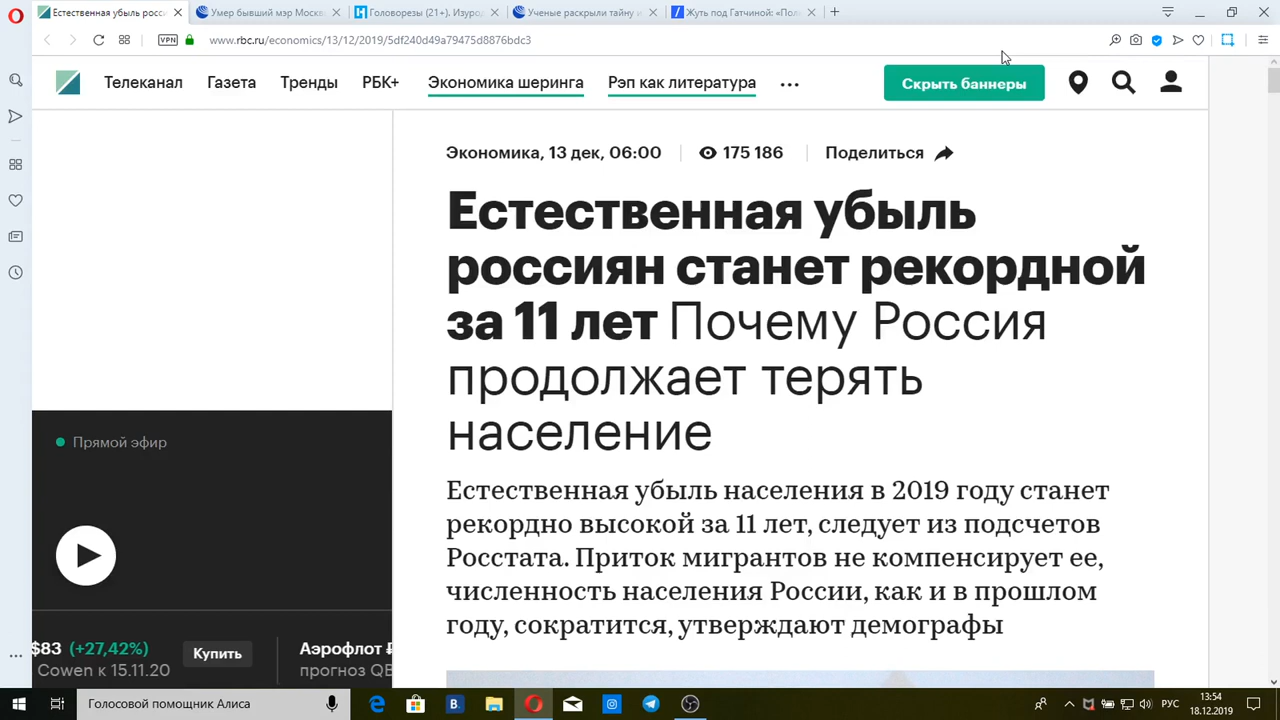 Естественная убыль росси
Умер бывший мэр Москвы
Головорезы (21+). Изурод
Ученые раскрыли тайну и
Жуть под Гатчиной: «Поли
VPN
www.rbc.ru/economics/13/12/2019/5df240d49a79475d8876bdc3
Телеканал Газета Тренды РБК+ Экономика шеринга Рэп как литература ... Скрыть баннеры
Экономика, 13 дек, 06:00 175 186 Поделиться
Естественная убыль
россиян станет рекордной
за 11 лет Почему Россия
продолжает терять
население
Естественная убыль населения в 2019 году станет
рекордно высокой за 11 лет, следует из подсчетов
Росстата. Приток мигрантов не компенсирует ее,
численность населения России, как и в прошлом
году, сократится, утверждают демографы
Прямой эфир
$83 (+27,42%) Купить Аэрофлот ₽
Cowen к 15.11.20 прогноз QB
Голосовой помощник Алиса
РУС
13:54
18.12.2019